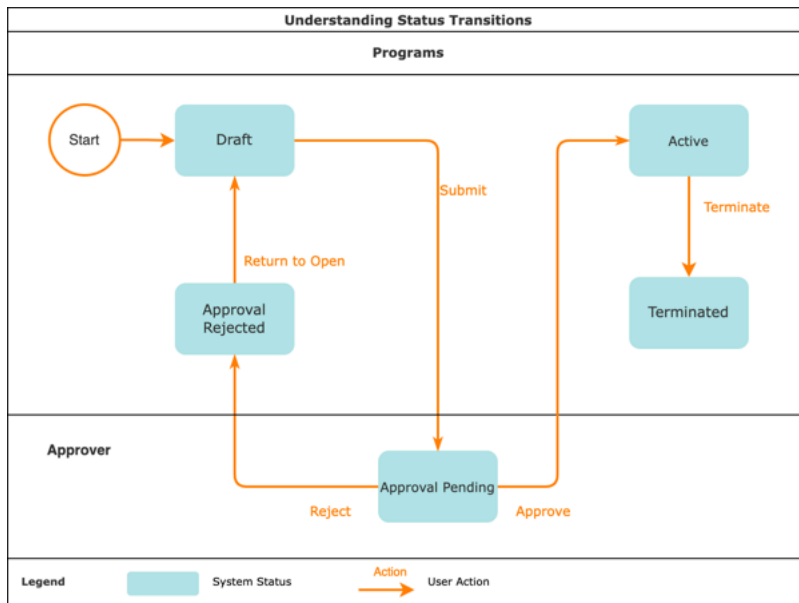 Understanding Status Transitions
Programs
Start
Draft
Active
Submit
Terminate
Return to Open
Approval
Rejected
Terminated
Approver
Approval Pending
Reject
Approve
Legend
System Status
Action
User Action